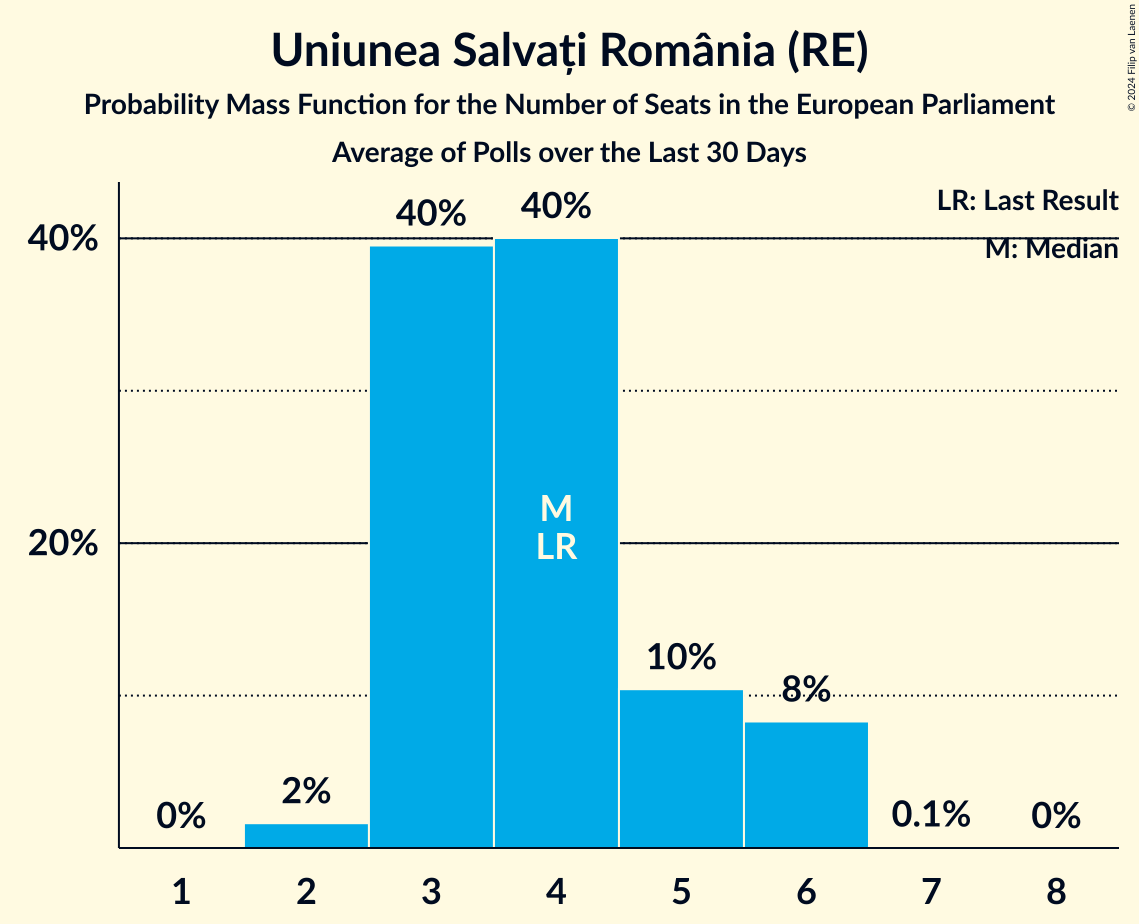 Uniunea Salvați România (RE)
Probability Mass Function for the Number of Seats in the European Parliament
Average of Polls over the Last 30 Days
© 2024 Filip van Laenen
LR: Last Result
M: Median
40%
20%
0%
2%
40%
40%
M
LR
10%
8%
0.1%
0%
1 2 3 4 5 6 7 8